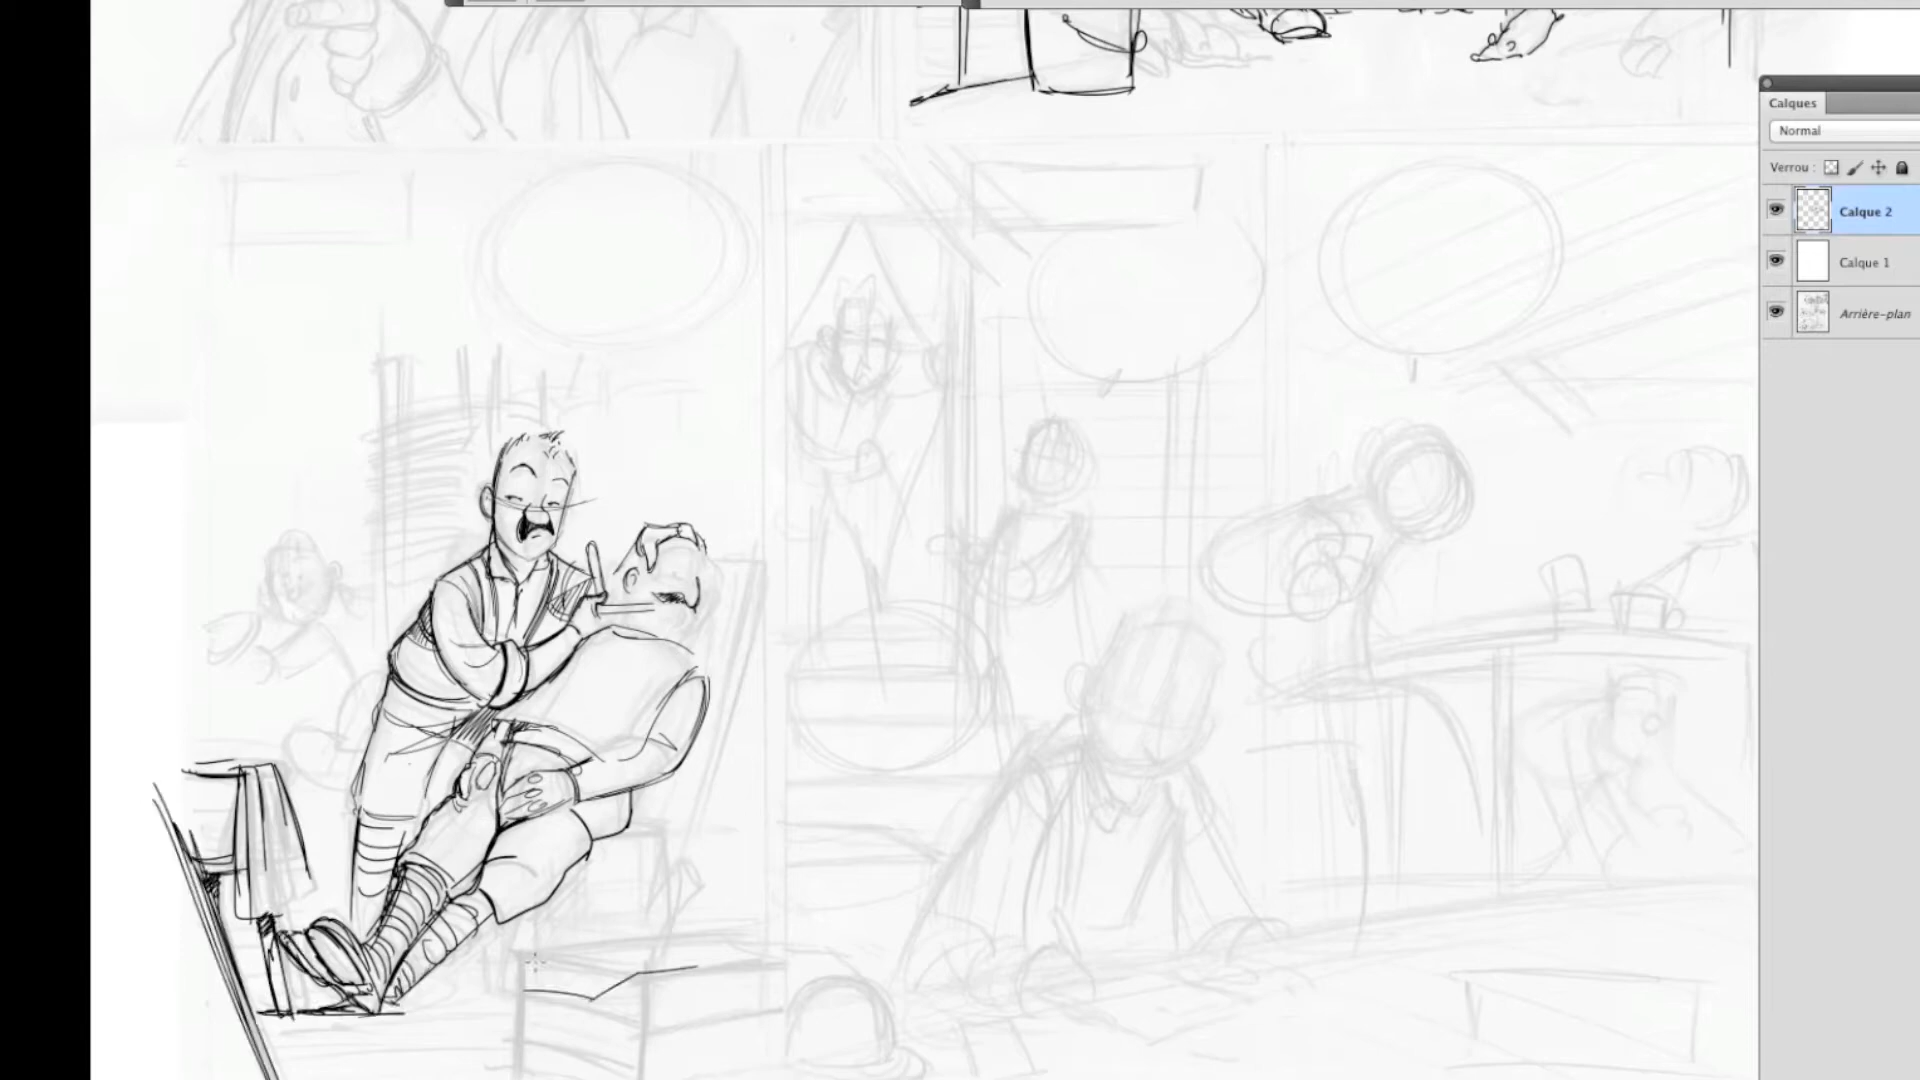 Calques
Normal
Verrou :
Calque 2
Calque 1
Arrière-plan